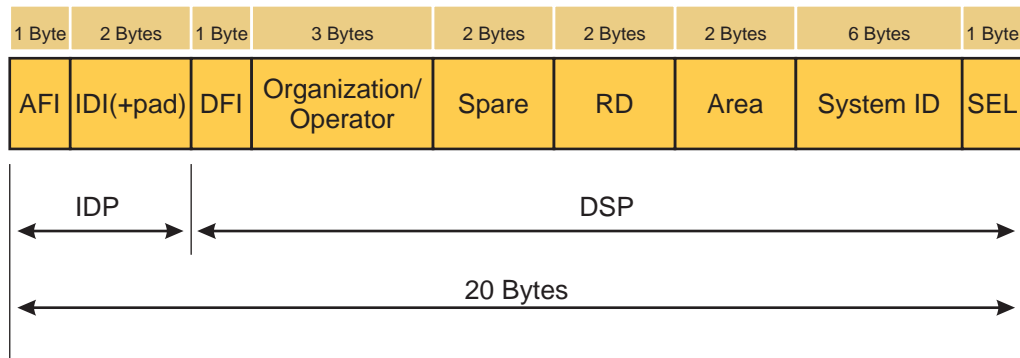 1 Byte 2 Bytes 1 Byte 3 Bytes 2 Bytes 2 Bytes 2 Bytes 6 Bytes 1 Byte
AFI IDI(+pad) DFI Organization/ Operator Spare RD Area System ID SEL
IDP DSP
20 Bytes